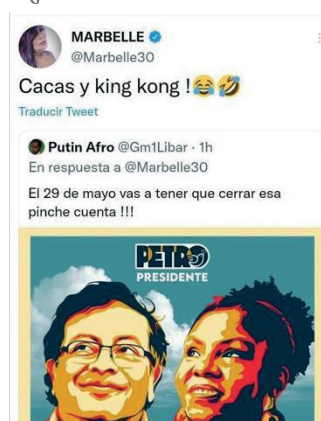 MARBELLE
@Marbelle30
Cacas y king kong !😂🤣
Traducir Tweet
Putin Afro @Gm1Libar · 1h
En respuesta a @Marbelle30
El 29 de mayo vas a tener que cerrar esa
pinche cuenta !!!
PETRO
PRESIDENTE